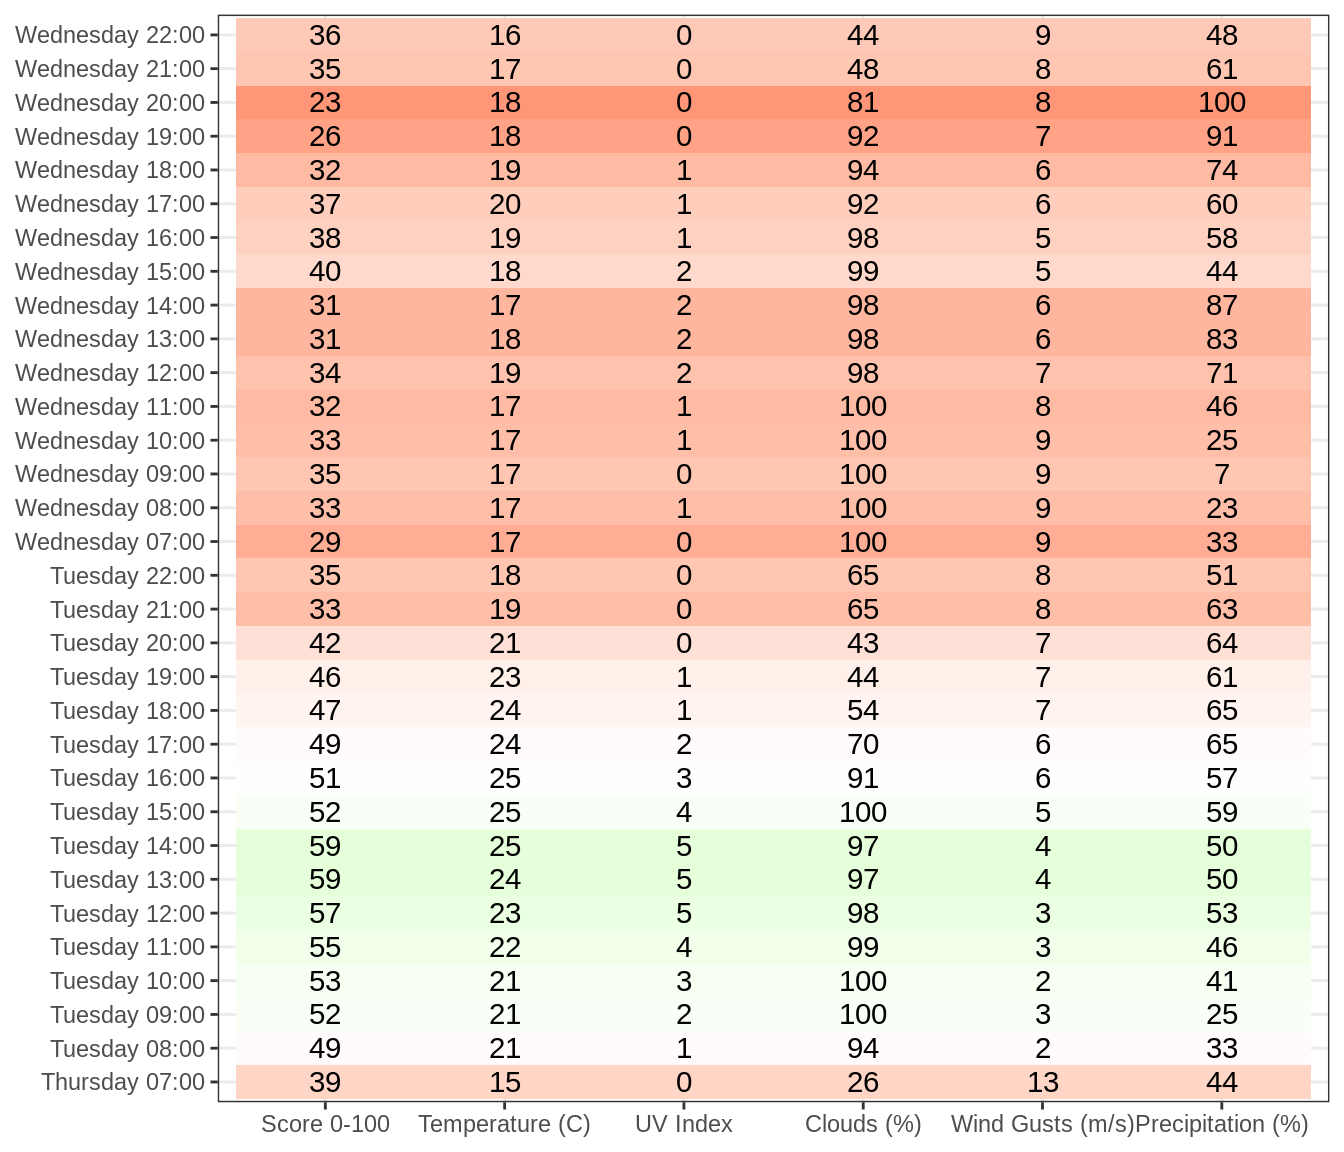 Wednesday 22:00 36 16 0 44 9 48
Wednesday 21:00 35 17 0 48 8 61
Wednesday 20:00 23 18 0 81 8 100
Wednesday 19:00 26 18 0 92 7 91
Wednesday 18:00 32 19 1 94 6 74
Wednesday 17:00 37 20 1 92 6 60
Wednesday 16:00 38 19 1 98 5 58
Wednesday 15:00 40 18 2 99 5 44
Wednesday 14:00 31 17 2 98 6 87
Wednesday 13:00 31 18 2 98 6 83
Wednesday 12:00 34 19 2 98 7 71
Wednesday 11:00 32 17 1 100 8 46
Wednesday 10:00 33 17 1 100 9 25
Wednesday 09:00 35 17 0 100 9 7
Wednesday 08:00 33 17 1 100 9 23
Wednesday 07:00 29 17 0 100 9 33
Tuesday 22:00 35 18 0 65 8 51
Tuesday 21:00 33 19 0 65 8 63
Tuesday 20:00 42 21 0 43 7 64
Tuesday 19:00 46 23 1 44 7 61
Tuesday 18:00 47 24 1 54 7 65
Tuesday 17:00 49 24 2 70 6 65
Tuesday 16:00 51 25 3 91 6 57
Tuesday 15:00 52 25 4 100 5 59
Tuesday 14:00 59 25 5 97 4 50
Tuesday 13:00 59 24 5 97 4 50
Tuesday 12:00 57 23 5 98 3 53
Tuesday 11:00 55 22 4 99 3 46
Tuesday 10:00 53 21 3 100 2 41
Tuesday 09:00 52 21 2 100 3 25
Tuesday 08:00 49 21 1 94 2 33
Thursday 07:00 39 15 0 26 13 44
Score 0-100 Temperature (C) UV Index Clouds (%) Wind Gusts (m/s) Precipitation (%)